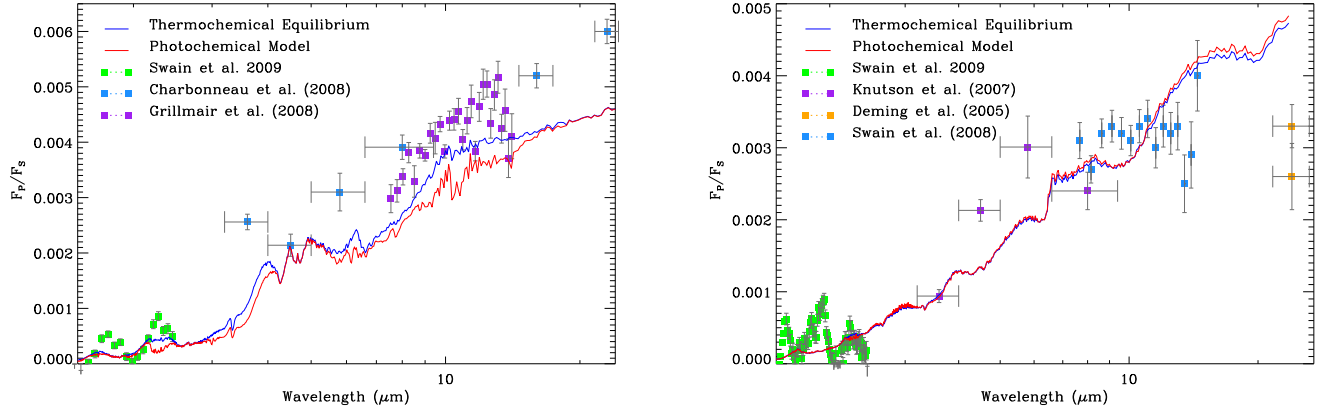 0.006
0.005
0.004
0.003
0.002
0.001
0.000
F_P/F_S
Thermochemical Equilibrium
Photochemical Model
Swain et al. 2009
Charbonneau et al. (2008)
Grillmair et al. (2008)
10
Wavelength (μm)
0.005
0.004
0.003
0.002
0.001
0.000
F_P/F_S
Thermochemical Equilibrium
Photochemical Model
Swain et al. 2009
Knutson et al. (2007)
Deming et al. (2005)
Swain et al. (2008)
10
Wavelength (μm)